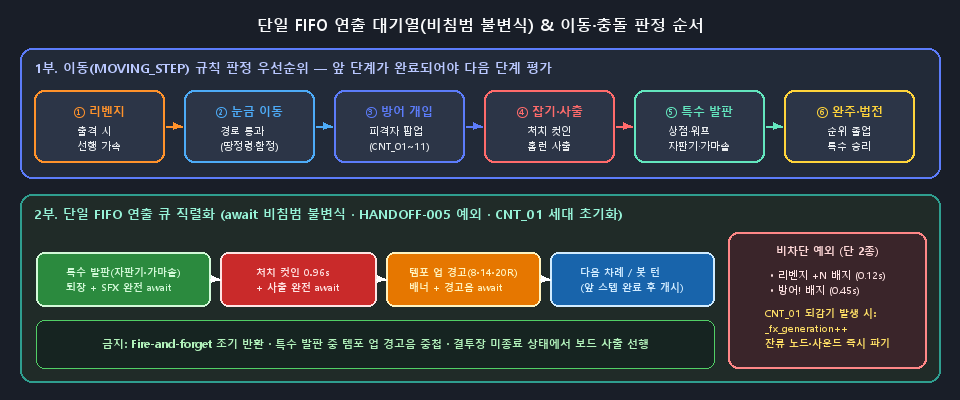 단일 FIFO 연출 대기열(비침범 불변식) & 이동·충돌 판정 순서
1부. 이동(MOVING_STEP) 규칙 판정 우선순위 — 앞 단계가 완료되어야 다음 단계 평가
① 리벤지
출격 시
선행 가속
② 눈금 이동
경로 통과
(땅정령·함정)
③ 방어 개입
피격자 팝업
(CNT_01~11)
④ 잡기·사출
처치 컷인
홈런 사출
⑤ 특수 발판
상점·워프
자판기·가마솥
⑥ 완주·법전
순위 졸업
특수 승리
2부. 단일 FIFO 연출 큐 직렬화 (await 비침범 불변식 · HANDOFF-005 예외 · CNT_01 세대 초기화)
특수 발판(자판기·가마솥)
퇴장 + SFX 완전 await
처치 컷인 0.96s
+ 사출 완전 await
템포 업 경고(8·14·20R)
배너 + 경고음 await
다음 차례 / 봇 턴
(앞 스텝 완료 후 개시)
금지: Fire-and-forget 조기 반환 · 특수 발판 중 템포 업 경고음 중첩 · 결투장 미종료 상태에서 보드 사출 선행
비차단 예외 (단 2종)
• 리벤지 +N 배지 (0.12s)
• 방어! 배지 (0.45s)
CNT_01 되감기 발생 시:
_fx_generation++
잔류 노드·사운드 즉시 파기